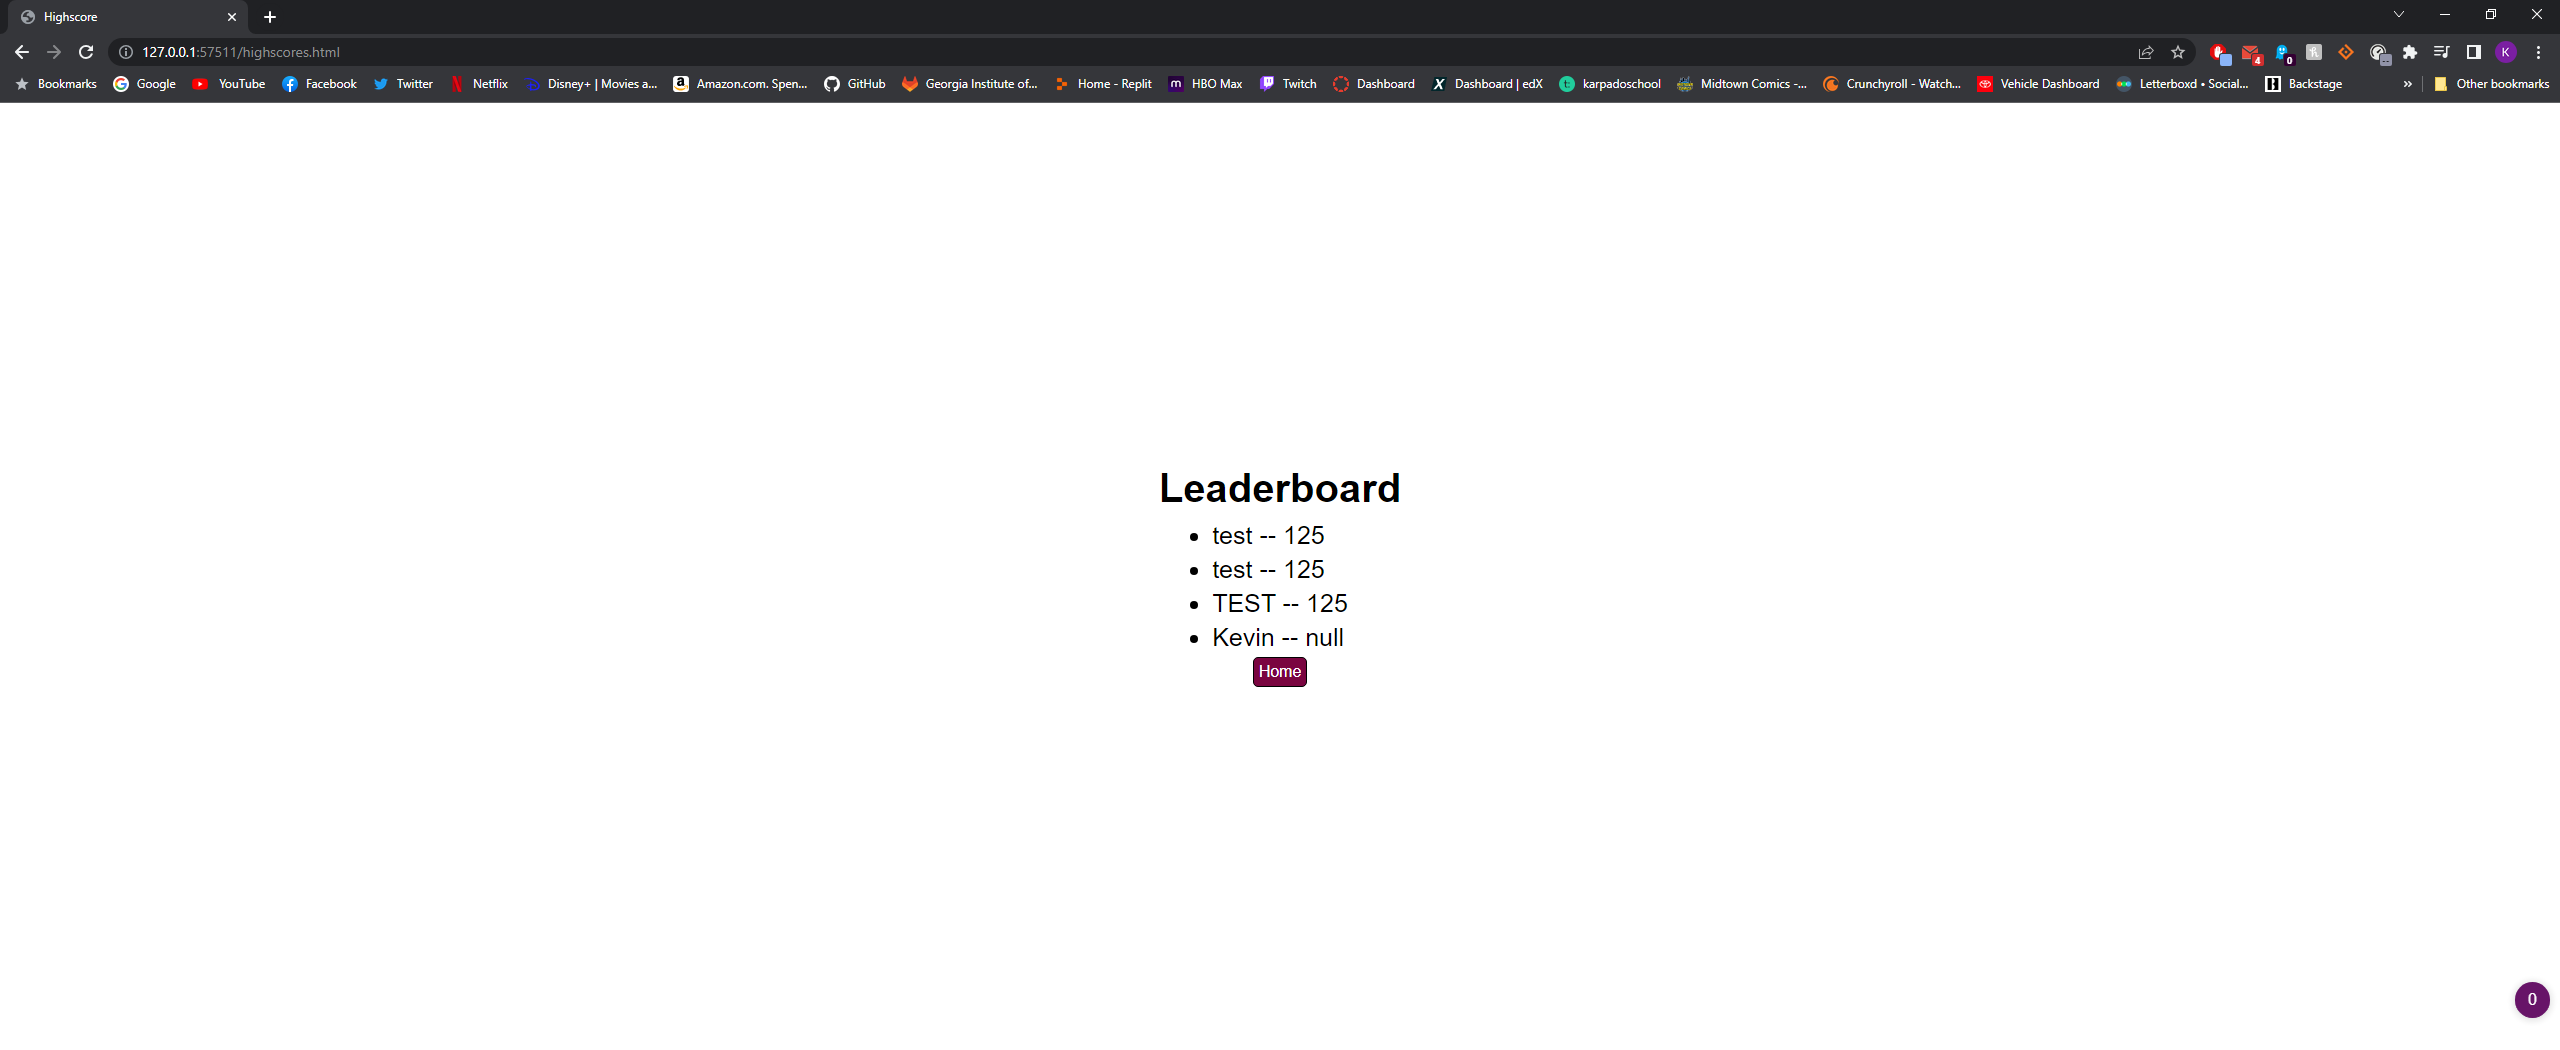 Highscore
127.0.0.1:57511/highscores.html
4
0
K
Bookmarks Google YouTube Facebook Twitter Netflix Disney+ | Movies a... Amazon.com. Spen... GitHub Georgia Institute of... Home - Replit HBO Max Twitch Dashboard Dashboard | edX karpadoschool Midtown Comics -... Crunchyroll - Watch... Vehicle Dashboard Letterboxd • Social... Backstage » Other bookmarks
Leaderboard
• test -- 125
• test -- 125
• TEST -- 125
• Kevin -- null
Home
0